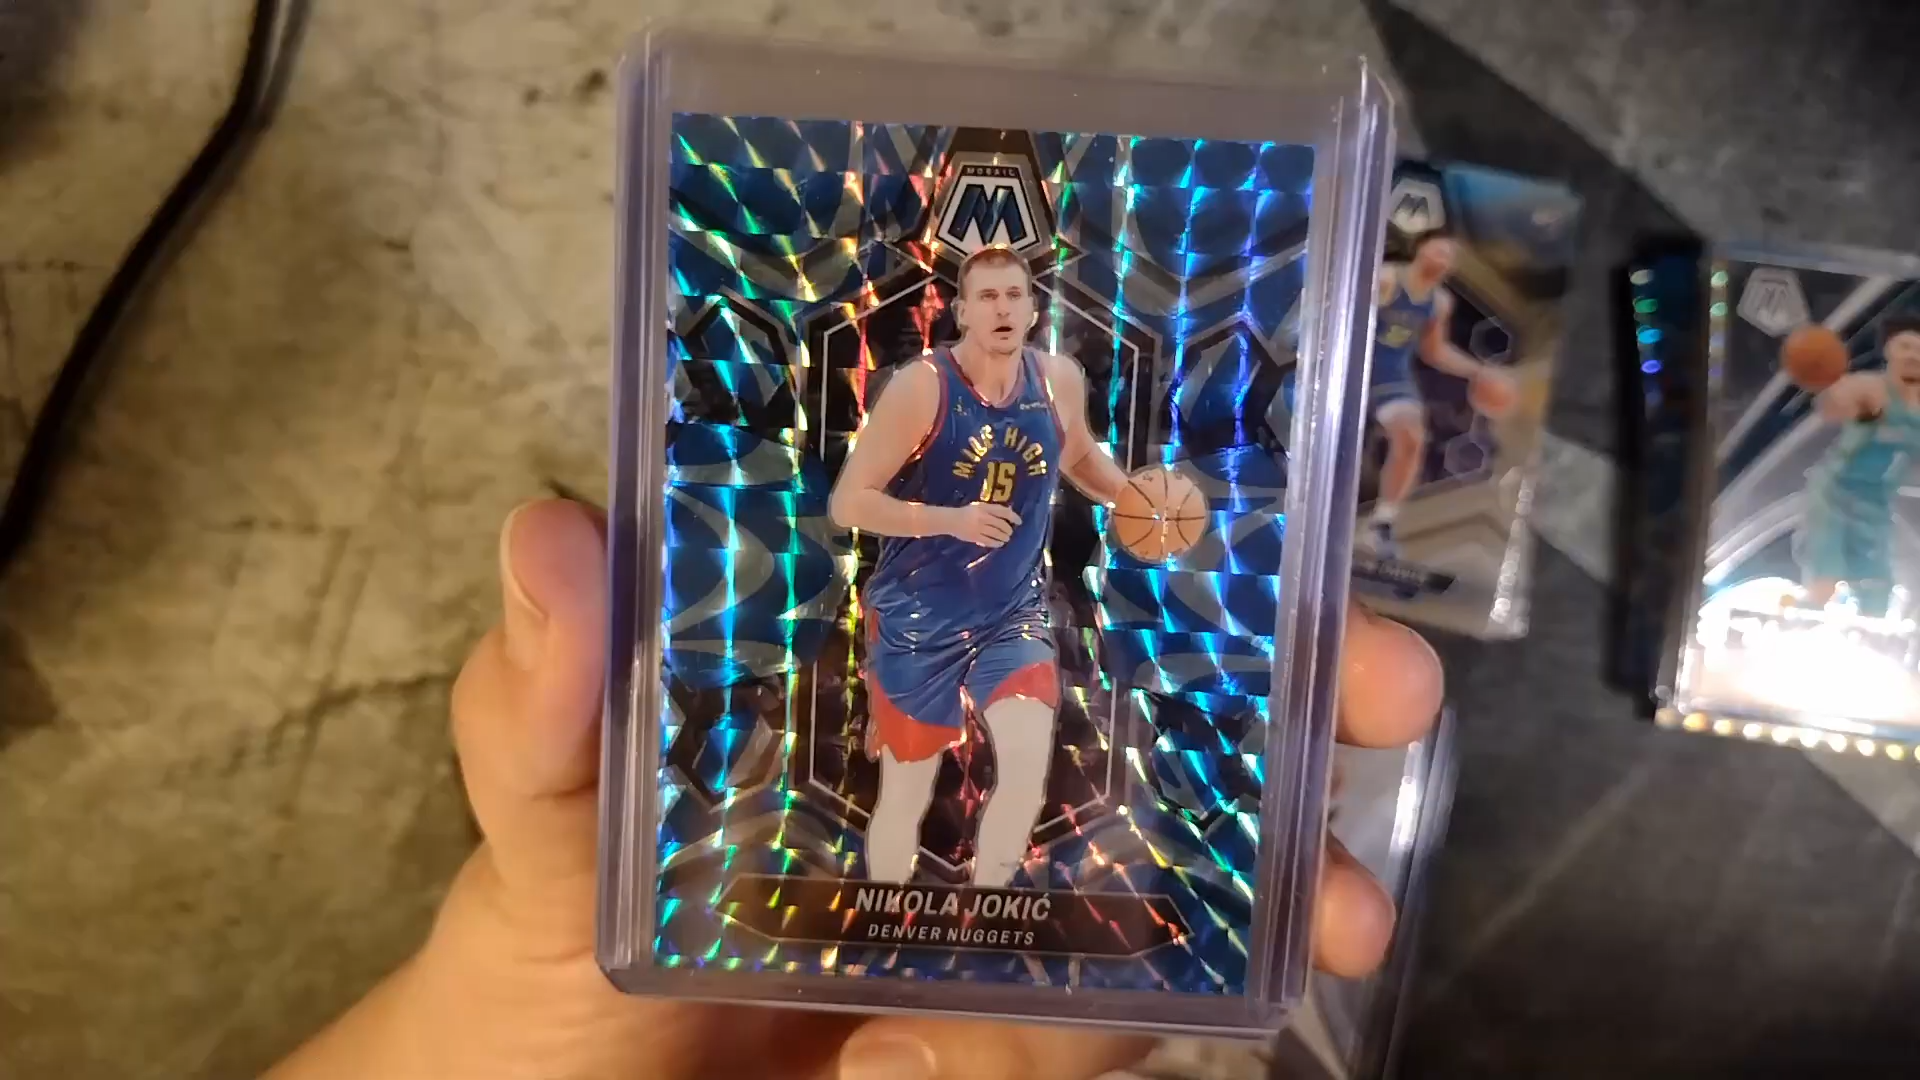 MOSAIC
MILE HIGH
15
NIKOLA JOKIĆ
DENVER NUGGETS